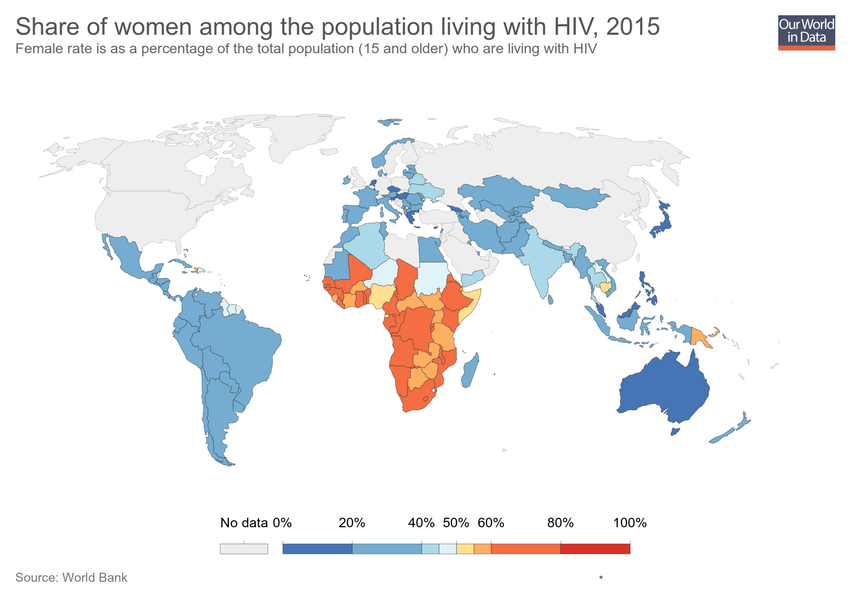 Share of women among the population living with HIV, 2015
Female rate is as a percentage of the total population (15 and older) who are living with HIV
Our World
in Data
No data 0% 20% 40% 50% 60% 80% 100%
Source: World Bank